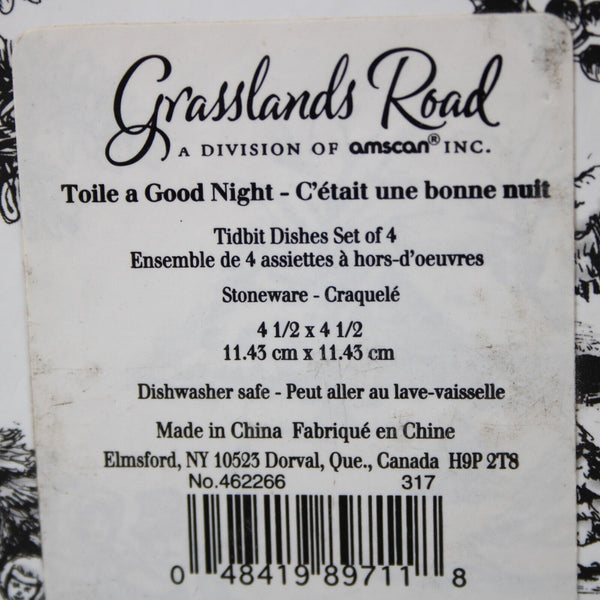 Grasslands Road
A DIVISION OF amscan® INC.
Toile a Good Night - C'était une bonne nuit
Tidbit Dishes Set of 4
Ensemble de 4 assiettes à hors-d'oeuvres
Stoneware - Craquelé
4 1/2 x 4 1/2
11.43 cm x 11.43 cm
Dishwasher safe - Peut aller au lave-vaisselle
Made in China Fabriqué en Chine
Elmsford, NY 10523 Dorval, Que., Canada H9P 2T8
No.462266 317
0 48419 89711 8